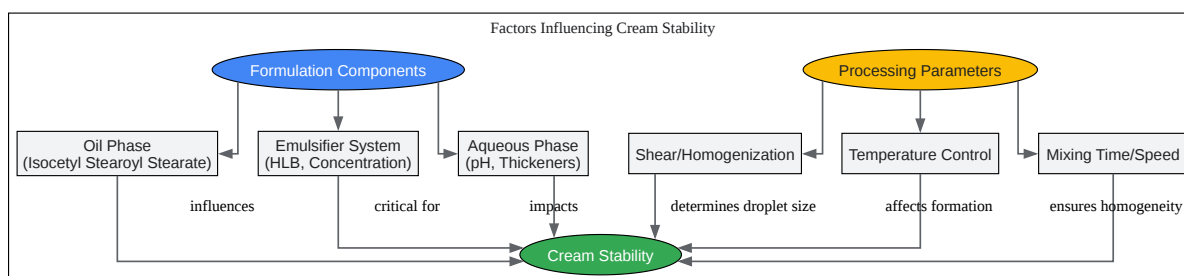 Factors Influencing Cream Stability
Formulation Components
Processing Parameters
Oil Phase
(Isocetyl Stearoyl Stearate)
Emulsifier System
(HLB, Concentration)
Aqueous Phase
(pH, Thickeners)
Shear/Homogenization
Temperature Control
Mixing Time/Speed
influences
critical for
impacts
determines droplet size
affects formation
ensures homogeneity
Cream Stability